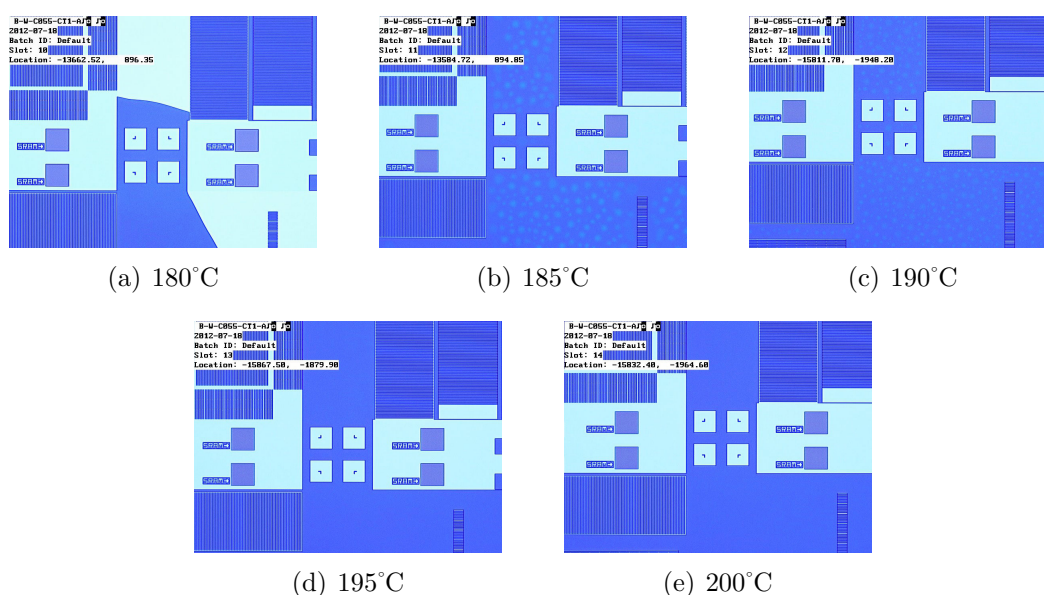 B-W-C055-CT1-A
2012-07-18
Batch ID: Default
Slot: 10
Location: -13662.52, 896.35
SRAM
SRAM
SRAM
SRAM
(a) 180°C
B-W-C055-CT1-A
2012-07-18
Batch ID: Default
Slot: 11
Location: -13584.72, 894.85
SRAM
SRAM
SRAM
SRAM
(b) 185°C
B-W-C055-CT1-A
2012-07-18
Batch ID: Default
Slot: 12
Location: -15811.70, -1948.20
SRAM
SRAM
SRAM
SRAM
(c) 190°C
B-W-C055-CT1-A
2012-07-18
Batch ID: Default
Slot: 13
Location: -15867.50, -1879.90
SRAM
SRAM
SRAM
SRAM
(d) 195°C
B-W-C055-CT1-A
2012-07-18
Batch ID: Default
Slot: 14
Location: -15832.40, -1964.60
SRAM
SRAM
SRAM
SRAM
(e) 200°C